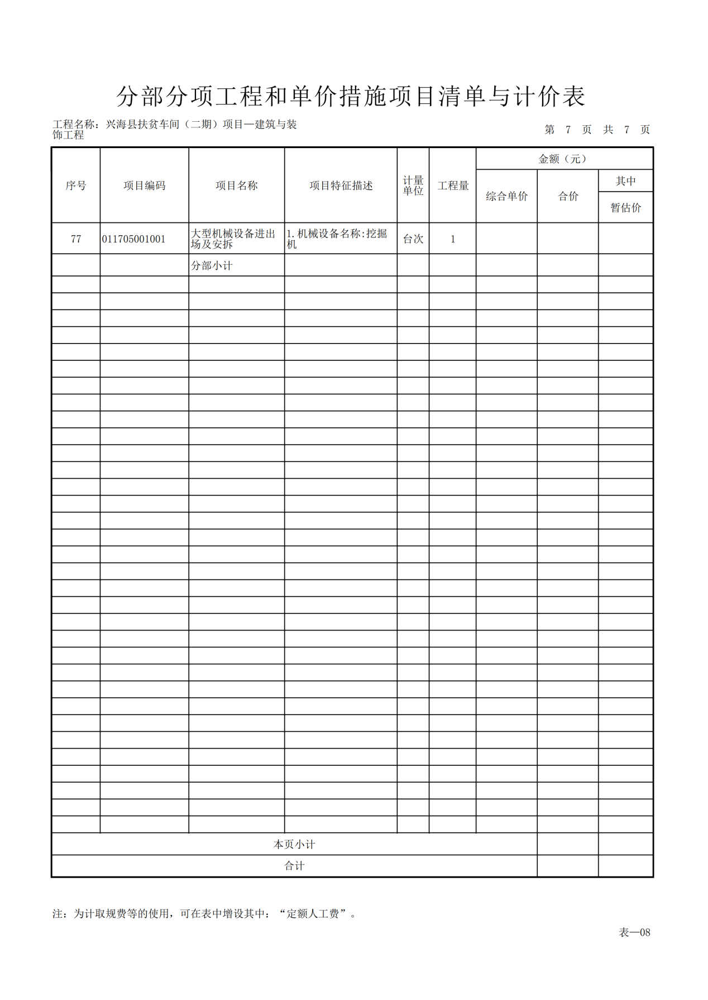 分部分项工程和单价措施项目清单与计价表
工程名称：兴海县扶贫车间（二期）项目—建筑与装
饰工程
第 7 页 共 7 页
序号 项目编码 项目名称 项目特征描述 计量单位 工程量 金额（元）
综合单价 合价 其中
暂估价
77 011705001001 大型机械设备进出场及安拆 1.机械设备名称:挖掘机 台次 1
分部小计
本页小计
合计
注：为计取规费等的使用，可在表中增设其中：“定额人工费”。
表—08